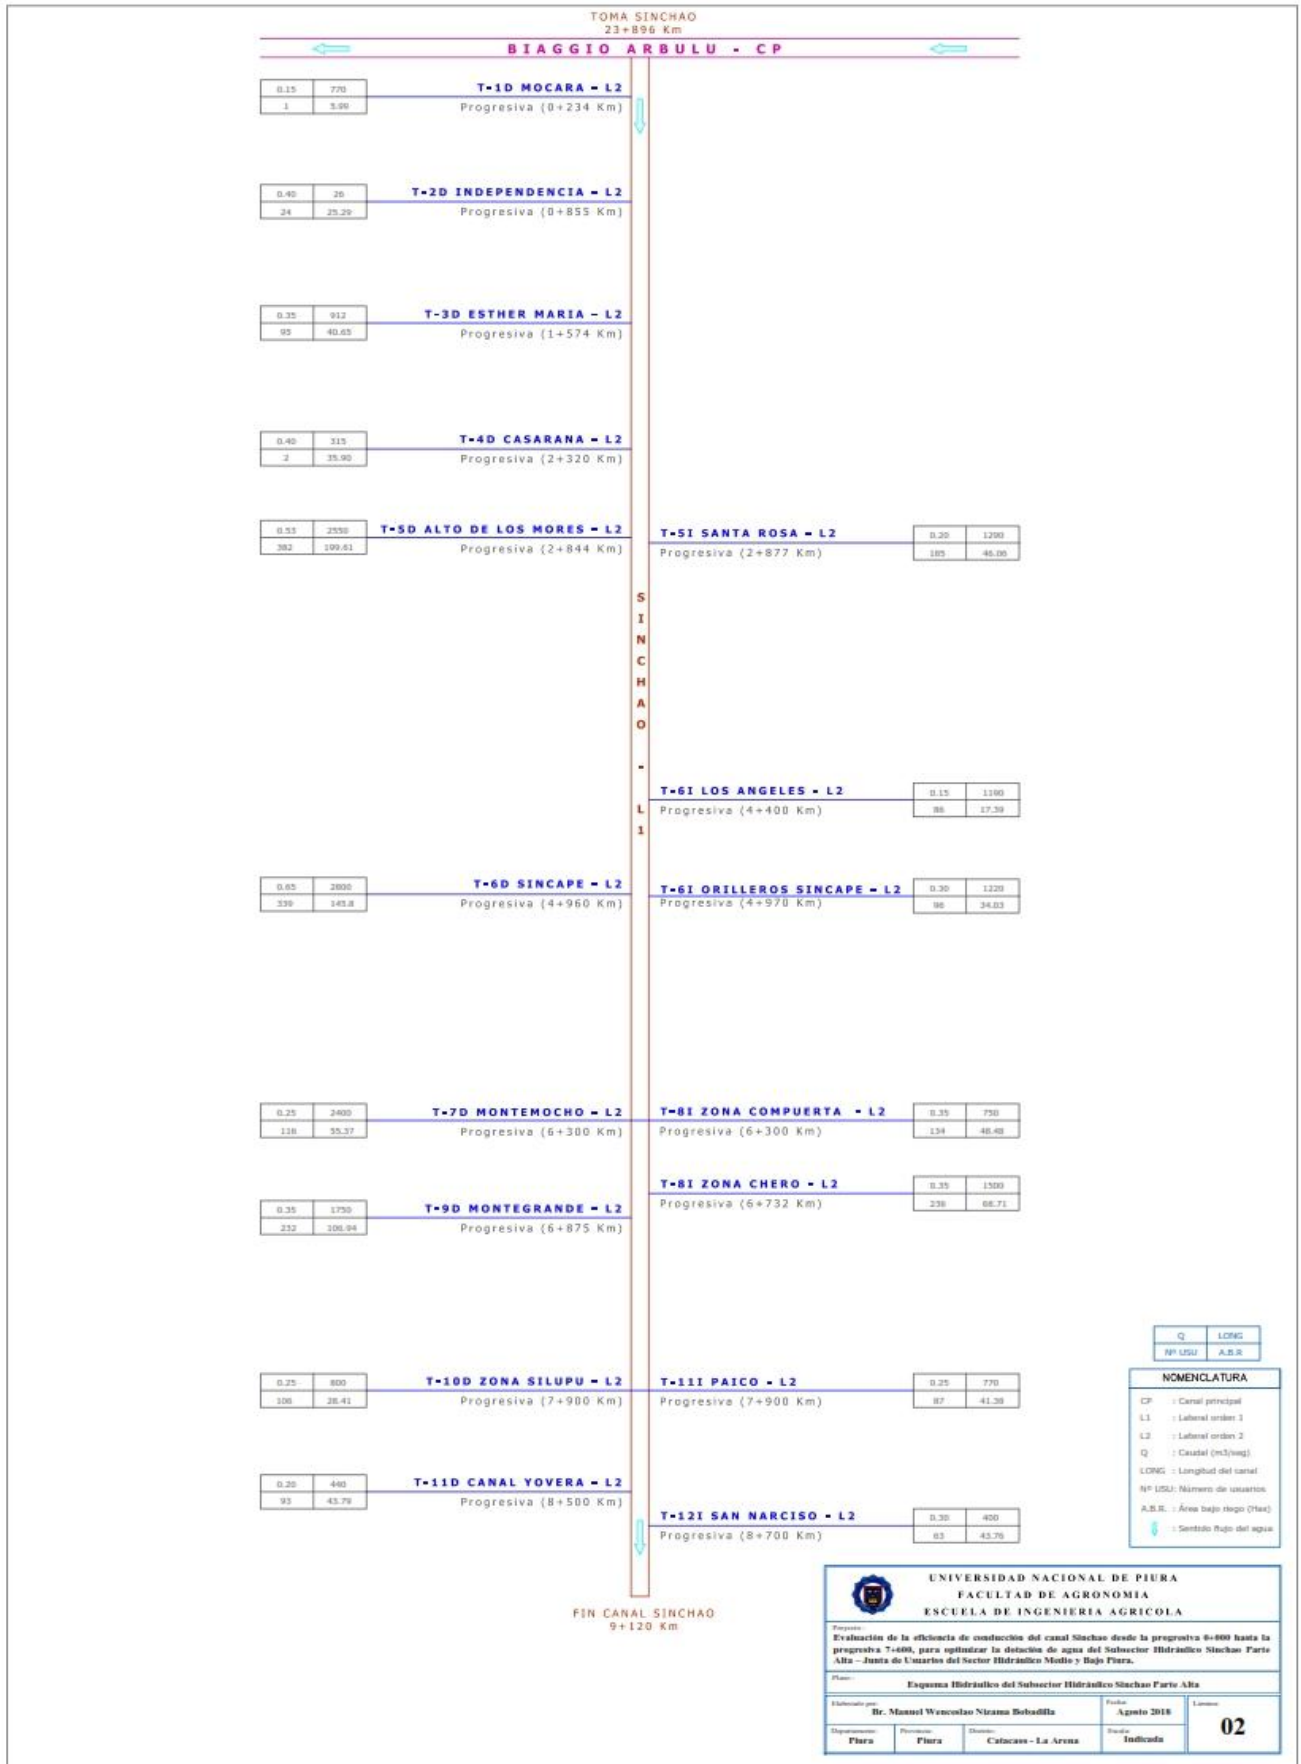 TOMA SINCHAO
23+896 Km
BIAGGIO ARBULU - CP
0.15 770
1 5.99
T-1D MOCARA - L2
Progresiva (0+234 Km)
0.40 26
24 25.29
T-2D INDEPENDENCIA - L2
Progresiva (0+855 Km)
0.35 912
95 40.65
T-3D ESTHER MARIA - L2
Progresiva (1+574 Km)
0.40 315
2 35.90
T-4D CASARANA - L2
Progresiva (2+320 Km)
0.53 2550
382 199.61
T-5D ALTO DE LOS MORES - L2
Progresiva (2+844 Km)
T-5I SANTA ROSA - L2
Progresiva (2+877 Km)
0.20 1290
185 46.06
SINCHAO - L1
T-6I LOS ANGELES - L2
Progresiva (4+400 Km)
0.15 1190
86 17.39
0.65 2800
339 145.8
T-6D SINCAPE - L2
Progresiva (4+960 Km)
T-6I ORILLEROS SINCAPE - L2
Progresiva (4+970 Km)
0.30 1220
96 34.03
0.25 2400
116 55.37
T-7D MONTEMOCHO - L2
Progresiva (6+300 Km)
T-8I ZONA COMPUERTA - L2
Progresiva (6+300 Km)
0.35 750
134 48.48
T-8I ZONA CHERO - L2
Progresiva (6+732 Km)
0.35 1500
236 68.71
0.35 1750
232 106.94
T-9D MONTEGRANDE - L2
Progresiva (6+875 Km)
0.25 800
106 28.41
T-10D ZONA SILUPU - L2
Progresiva (7+900 Km)
T-11I PAICO - L2
Progresiva (7+900 Km)
0.25 770
87 41.38
0.20 440
93 43.79
T-11D CANAL YOVERA - L2
Progresiva (8+500 Km)
T-12I SAN NARCISO - L2
Progresiva (8+700 Km)
0.30 400
63 43.76
FIN CANAL SINCHAO
9+120 Km
Q LONG
Nº USU A.B.R
NOMENCLATURA
CP : Canal principal
L1 : Lateral orden 1
L2 : Lateral orden 2
Q : Caudal (m3/seg)
LONG : Longitud del canal
Nº USU: Número de usuarios
A.B.R. : Área bajo riego (Has)
: Sentido flujo del agua
UNIVERSIDAD NACIONAL DE PIURA
FACULTAD DE AGRONOMIA
ESCUELA DE INGENIERIA AGRICOLA
Proyecto:
Evaluación de la eficiencia de conducción del canal Sinchao desde la progresiva 0+000 hasta la
progresiva 7+600, para optimizar la dotación de agua del Subsector Hidráulico Sinchao Parte
Alta – Junta de Usuarios del Sector Hidráulico Medio y Bajo Piura.
Plano:
Esquema Hidráulico del Subsector Hidráulico Sinchao Parte Alta
Elaborado por:
Br. Manuel Wenceslao Nizama Bobadilla
Fecha:
Agosto 2018
Lámina:
02
Departamento:
Piura
Provincia:
Piura
Distrito:
Catacaos - La Arena
Escala:
Indicada